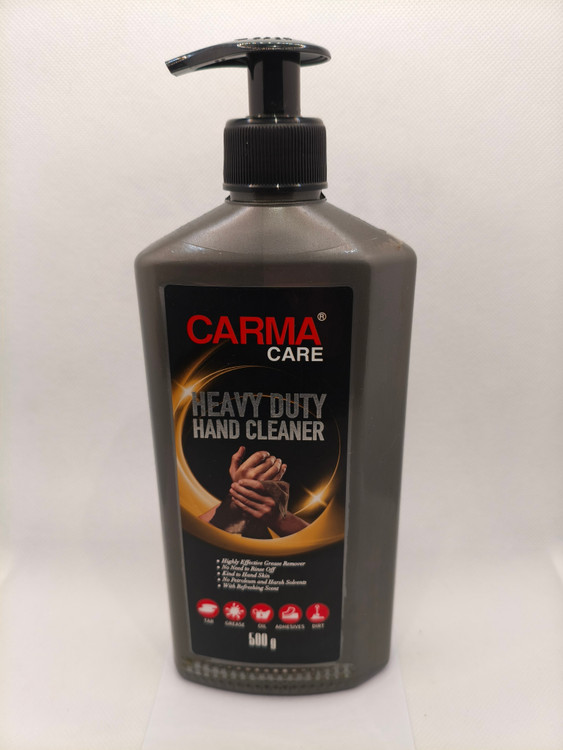 CARMA®
CARE
HEAVY DUTY
HAND CLEANER
Highly Effective Grease Remover
No Need to Rinse Off
Kind to Hand Skin
No Petroleum and Harsh Solvents
With Refreshing Scent
TAR GREASE OIL ADHESIVES DIRT
500 g